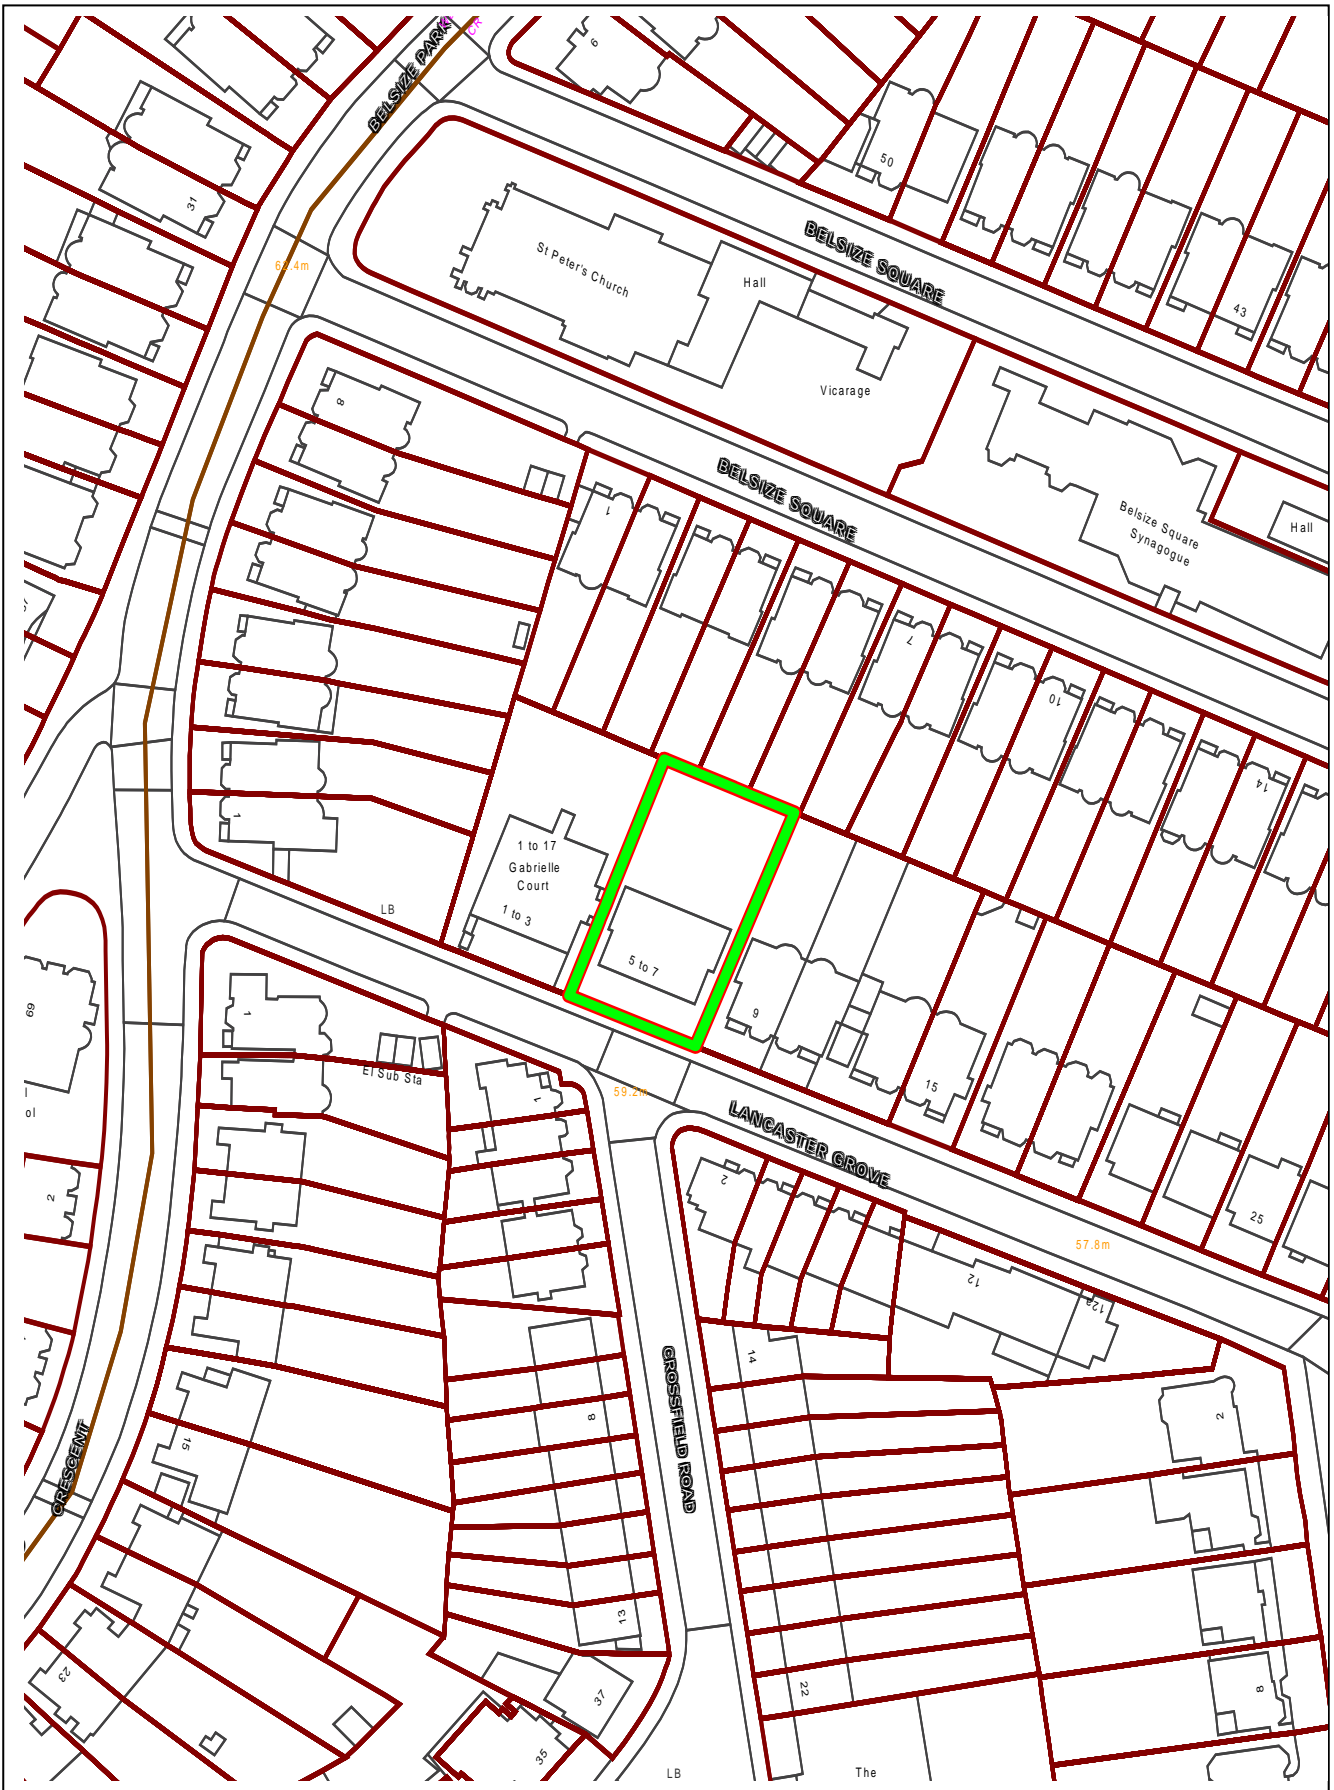 BELSIZE PARK
CR
6
50
31
BELSIZE SQUARE
St Peter's Church
62.4m
Hall
43
Vicarage
8
BELSIZE SQUARE
1
Belsize Square
Synagogue
Hall
7
10
14
1
1 to 17
Gabrielle
Court
1 to 3
LB
5 to 7
69
1
9
El Sub Sta
1
59.2m
15
ol
LANCASTER GROVE
2
2
25
57.8m
12
12a
14
CROSSFIELD ROAD
8
2
15
CRESCENT
13
23
22
37
8
35
LB
The